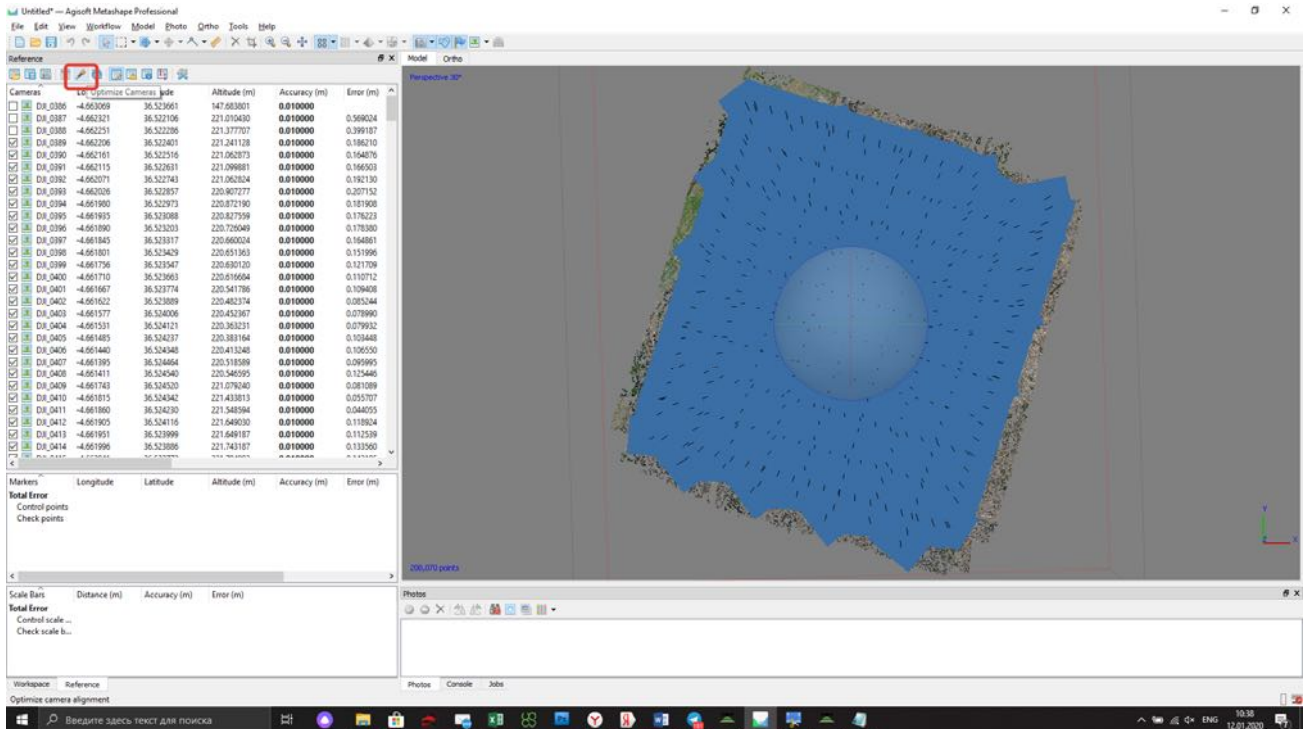 Untitled* — Agisoft Metashape Professional
File Edit View Workflow Model Photo Ortho Tools Help
Reference
Model Ortho
Perspective 30°
Cameras Altitude (m) Accuracy (m) Error (m)
Optimize Cameras
DJI_0386 -4.663069 36.523661 147.683801 0.010000
DJI_0387 -4.662321 36.522106 221.010430 0.010000 0.569024
DJI_0388 -4.662251 36.522286 221.377707 0.010000 0.399187
DJI_0389 -4.662206 36.522401 221.241128 0.010000 0.186210
DJI_0390 -4.662161 36.522516 221.062873 0.010000 0.164876
DJI_0391 -4.662115 36.522631 221.099881 0.010000 0.166503
DJI_0392 -4.662071 36.522743 221.062824 0.010000 0.192130
DJI_0393 -4.662026 36.522857 220.907277 0.010000 0.207152
DJI_0394 -4.661980 36.522973 220.872190 0.010000 0.181908
DJI_0395 -4.661935 36.523088 220.827559 0.010000 0.176223
DJI_0396 -4.661890 36.523203 220.726049 0.010000 0.178380
DJI_0397 -4.661845 36.523317 220.660024 0.010000 0.164861
DJI_0398 -4.661801 36.523429 220.651363 0.010000 0.151996
DJI_0399 -4.661756 36.523547 220.630120 0.010000 0.121709
DJI_0400 -4.661710 36.523663 220.616664 0.010000 0.110712
DJI_0401 -4.661667 36.523774 220.541786 0.010000 0.109408
DJI_0402 -4.661622 36.523889 220.482374 0.010000 0.085244
DJI_0403 -4.661577 36.524006 220.452367 0.010000 0.078990
DJI_0404 -4.661531 36.524121 220.363231 0.010000 0.079932
DJI_0405 -4.661485 36.524237 220.383164 0.010000 0.103448
DJI_0406 -4.661440 36.524348 220.413248 0.010000 0.106550
DJI_0407 -4.661395 36.524464 220.518589 0.010000 0.095995
DJI_0408 -4.661411 36.524540 220.546595 0.010000 0.125446
DJI_0409 -4.661743 36.524520 221.079240 0.010000 0.081089
DJI_0410 -4.661815 36.524342 221.433813 0.010000 0.055707
DJI_0411 -4.661860 36.524230 221.548594 0.010000 0.044055
DJI_0412 -4.661905 36.524116 221.649030 0.010000 0.118924
DJI_0413 -4.661951 36.523999 221.649187 0.010000 0.112539
DJI_0414 -4.661996 36.523886 221.743187 0.010000 0.133560
Markers Longitude Latitude Altitude (m) Accuracy (m) Error (m)
Total Error
Control points
Check points
208,070 points
Y
Z X
Scale Bars Distance (m) Accuracy (m) Error (m)
Total Error
Control scale ...
Check scale b...
Photos
Workspace Reference
Photos Console Jobs
Optimize camera alignment
Введите здесь текст для поиска
ENG
10:38
12.01.2020